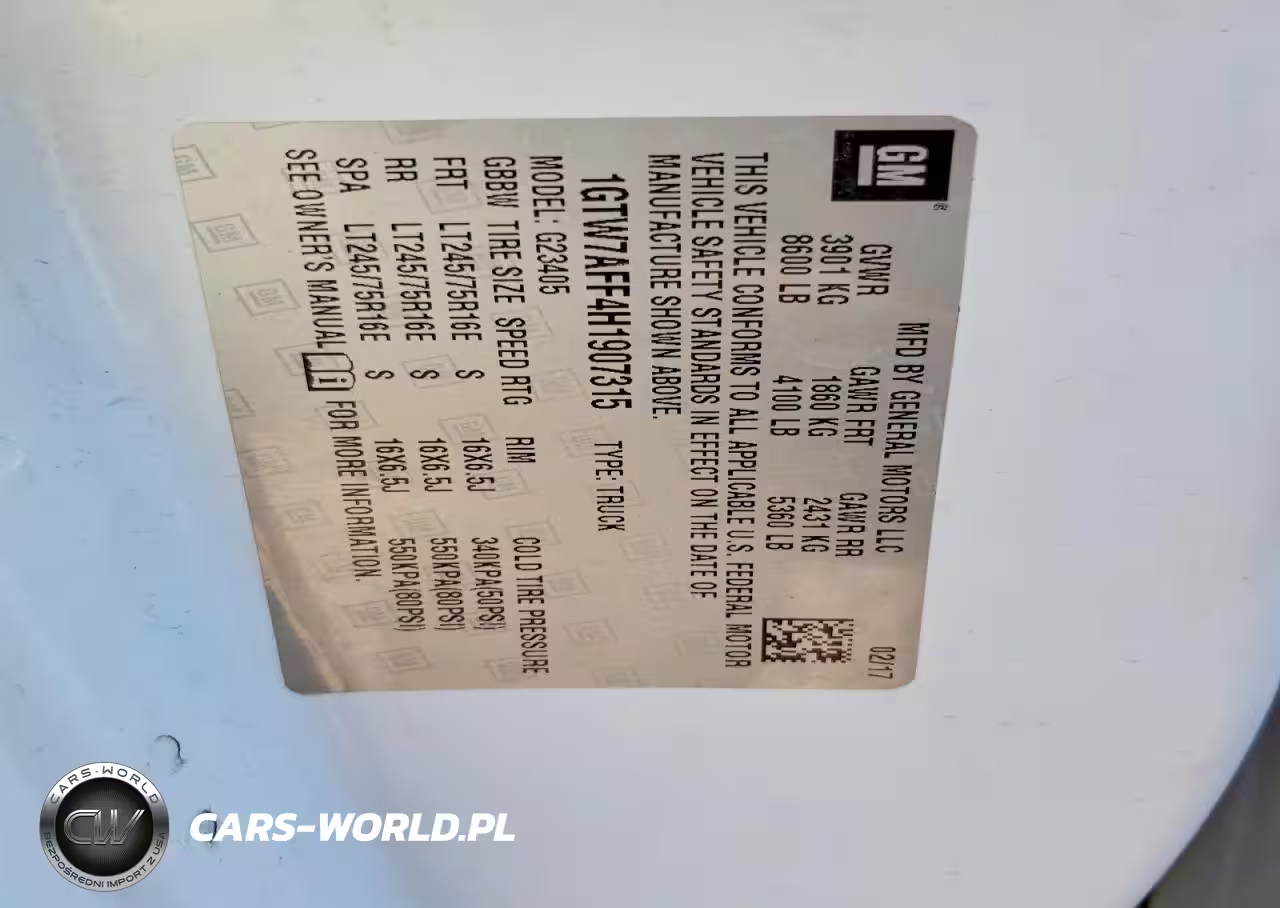 GM
MFD BY GENERAL MOTORS LLC 02/17
GVWR GAWR FRT GAWR RR
3901 KG 1860 KG 2431 KG
8600 LB 4100 LB 5360 LB
THIS VEHICLE CONFORMS TO ALL APPLICABLE U.S. FEDERAL MOTOR
VEHICLE SAFETY STANDARDS IN EFFECT ON THE DATE OF
MANUFACTURE SHOWN ABOVE.
1GTW7AFF4H1907315 TYPE: TRUCK
MODEL: G23405
GBBW TIRE SIZE SPEED RTG RIM COLD TIRE PRESSURE
FRT LT245/75R16E S 16X6.5J 340KPA(50PSI)
RR LT245/75R16E S 16X6.5J 550KPA(80PSI)
SPA LT245/75R16E S 16X6.5J 550KPA(80PSI)
SEE OWNER'S MANUAL FOR MORE INFORMATION.
CARS-WORLD
CW
BEZPOŚREDNI IMPORT Z USA
CARS-WORLD.PL